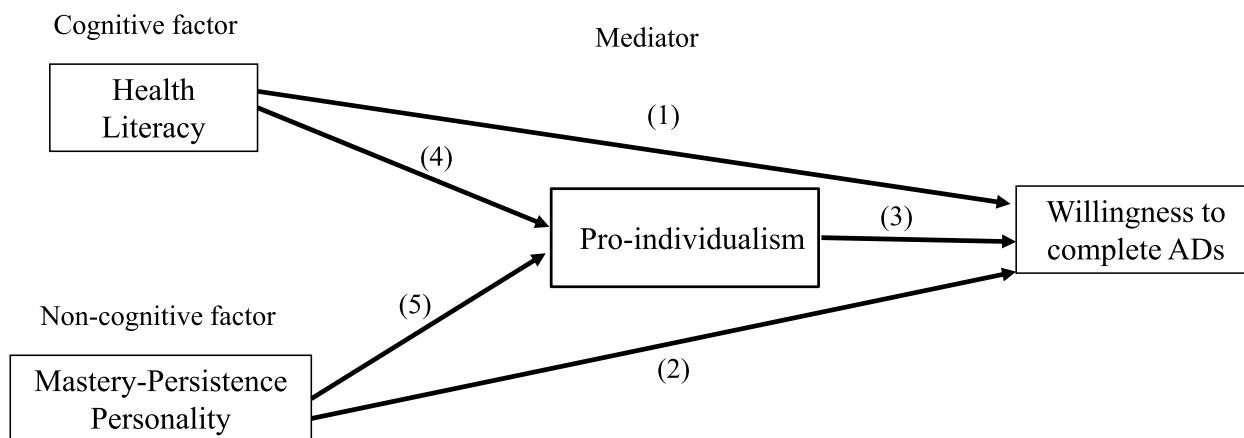 Cognitive factor
Mediator
Health
Literacy
(1)
(4)
Pro-individualism
(3)
Willingness to
complete ADs
(5)
Non-cognitive factor
(2)
Mastery-Persistence
Personality